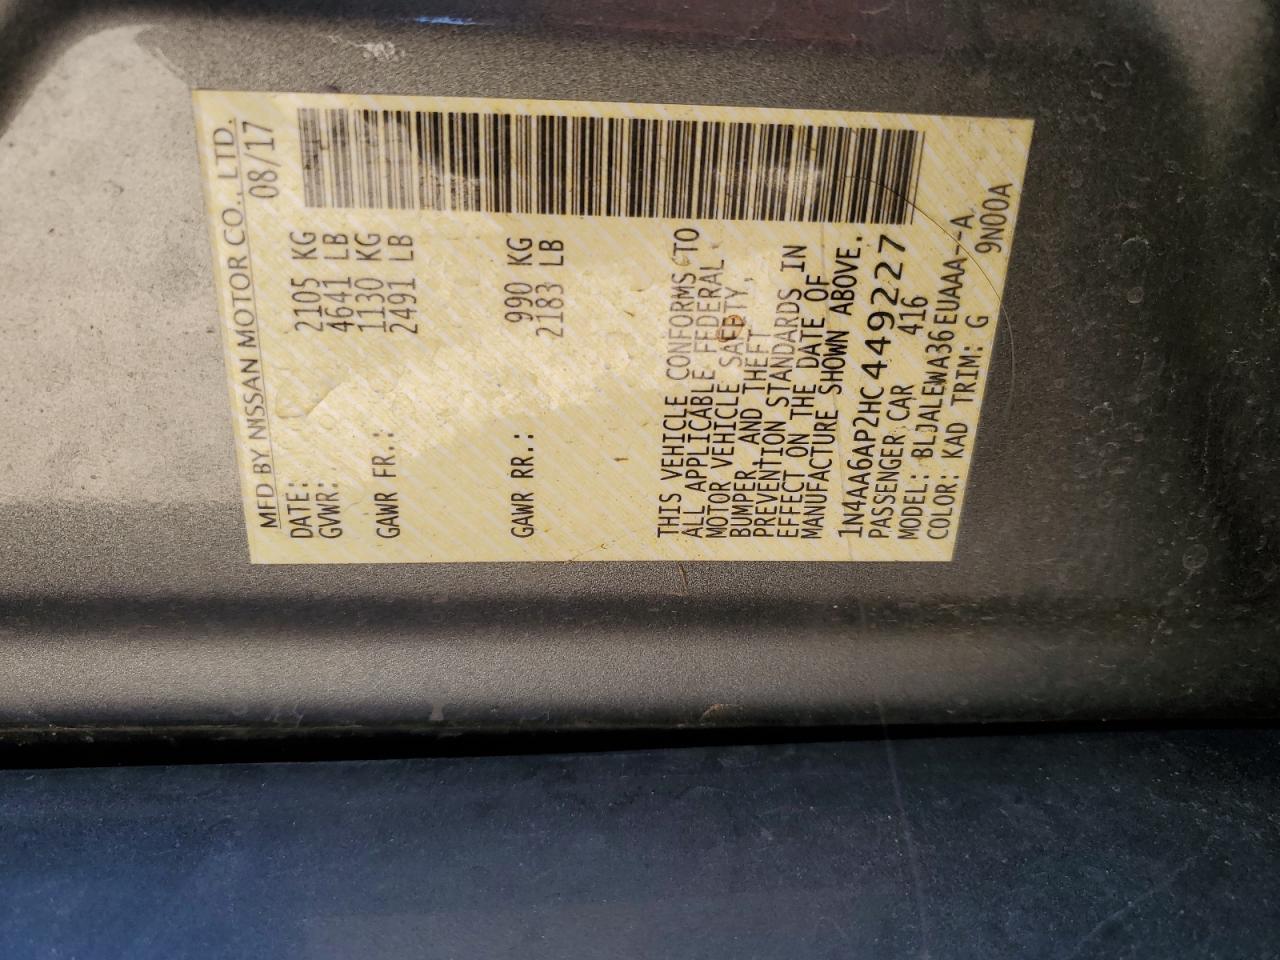 MFD BY NISSAN MOTOR CO., LTD.
DATE: 08/17
GVWR: 2105 KG
4641 LB
GAWR FR.: 1130 KG
2491 LB
GAWR RR.: 990 KG
2183 LB
THIS VEHICLE CONFORMS TO
ALL APPLICABLE FEDERAL
MOTOR VEHICLE SAFETY,
BUMPER, AND THEFT
PREVENTION STANDARDS IN
EFFECT ON THE DATE OF
MANUFACTURE SHOWN ABOVE.
1N4AA6AP2HC449227
PASSENGER CAR 416
MODEL: BLJALEWA36EUAAA--A
COLOR: KAD TRIM: G 9N00A